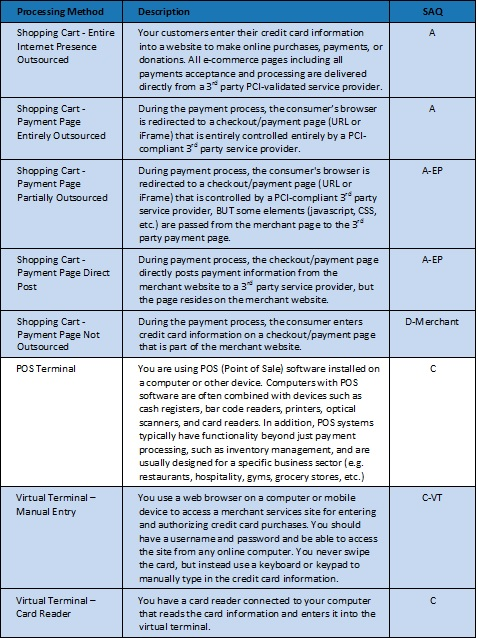 Processing Method Description SAQ
Shopping Cart - Entire
Internet Presence
Outsourced
Your customers enter their credit card information
into a website to make online purchases, payments, or
donations. All e-commerce pages including all
payments acceptance and processing are delivered
directly from a 3rd party PCI-validated service provider.
A
Shopping Cart -
Payment Page
Entirely Outsourced
During the payment process, the consumer's browser
is redirected to a checkout/payment page (URL or
iFrame) that is entirely controlled entirely by a PCI-
compliant 3rd party service provider.
A
Shopping Cart -
Payment Page
Partially Outsourced
During payment process, the consumer's browser is
redirected to a checkout/payment page (URL or
iFrame) that is controlled by a PCI-compliant 3rd party
service provider, BUT some elements (javascript, CSS,
etc.) are passed from the merchant page to the 3rd
party payment page.
A-EP
Shopping Cart -
Payment Page Direct
Post
During payment process, the checkout/payment page
directly posts payment information from the
merchant website to a 3rd party service provider, but
the page resides on the merchant website.
A-EP
Shopping Cart -
Payment Page Not
Outsourced
During the payment process, the consumer enters
credit card information on a checkout/payment page
that is part of the merchant website.
D-Merchant
POS Terminal
You are using POS (Point of Sale) software installed on
a computer or other device. Computers with POS
software are often combined with devices such as
cash registers, bar code readers, printers, optical
scanners, and card readers. In addition, POS systems
typically have functionality beyond just payment
processing, such as inventory management, and are
usually designed for a specific business sector (e.g.
restaurants, hospitality, gyms, grocery stores, etc.)
C
Virtual Terminal –
Manual Entry
You use a web browser on a computer or mobile
device to access a merchant services site for entering
and authorizing credit card purchases. You should
have a username and password and be able to access
the site from any online computer. You never swipe
the card, but instead use a keyboard or keypad to
manually type in the credit card information.
C-VT
Virtual Terminal –
Card Reader
You have a card reader connected to your computer
that reads the card information and enters it into the
virtual terminal.
C